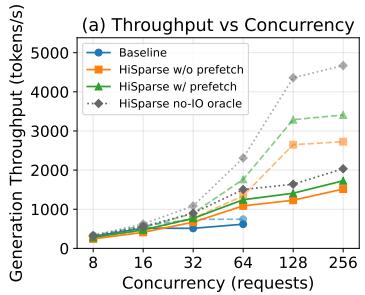 (a) Throughput vs Concurrency
Generation Throughput (tokens/s)
5000
4000
3000
2000
1000
0
Baseline
HiSparse w/o prefetch
HiSparse w/ prefetch
HiSparse no-IO oracle
8 16 32 64 128 256
Concurrency (requests)